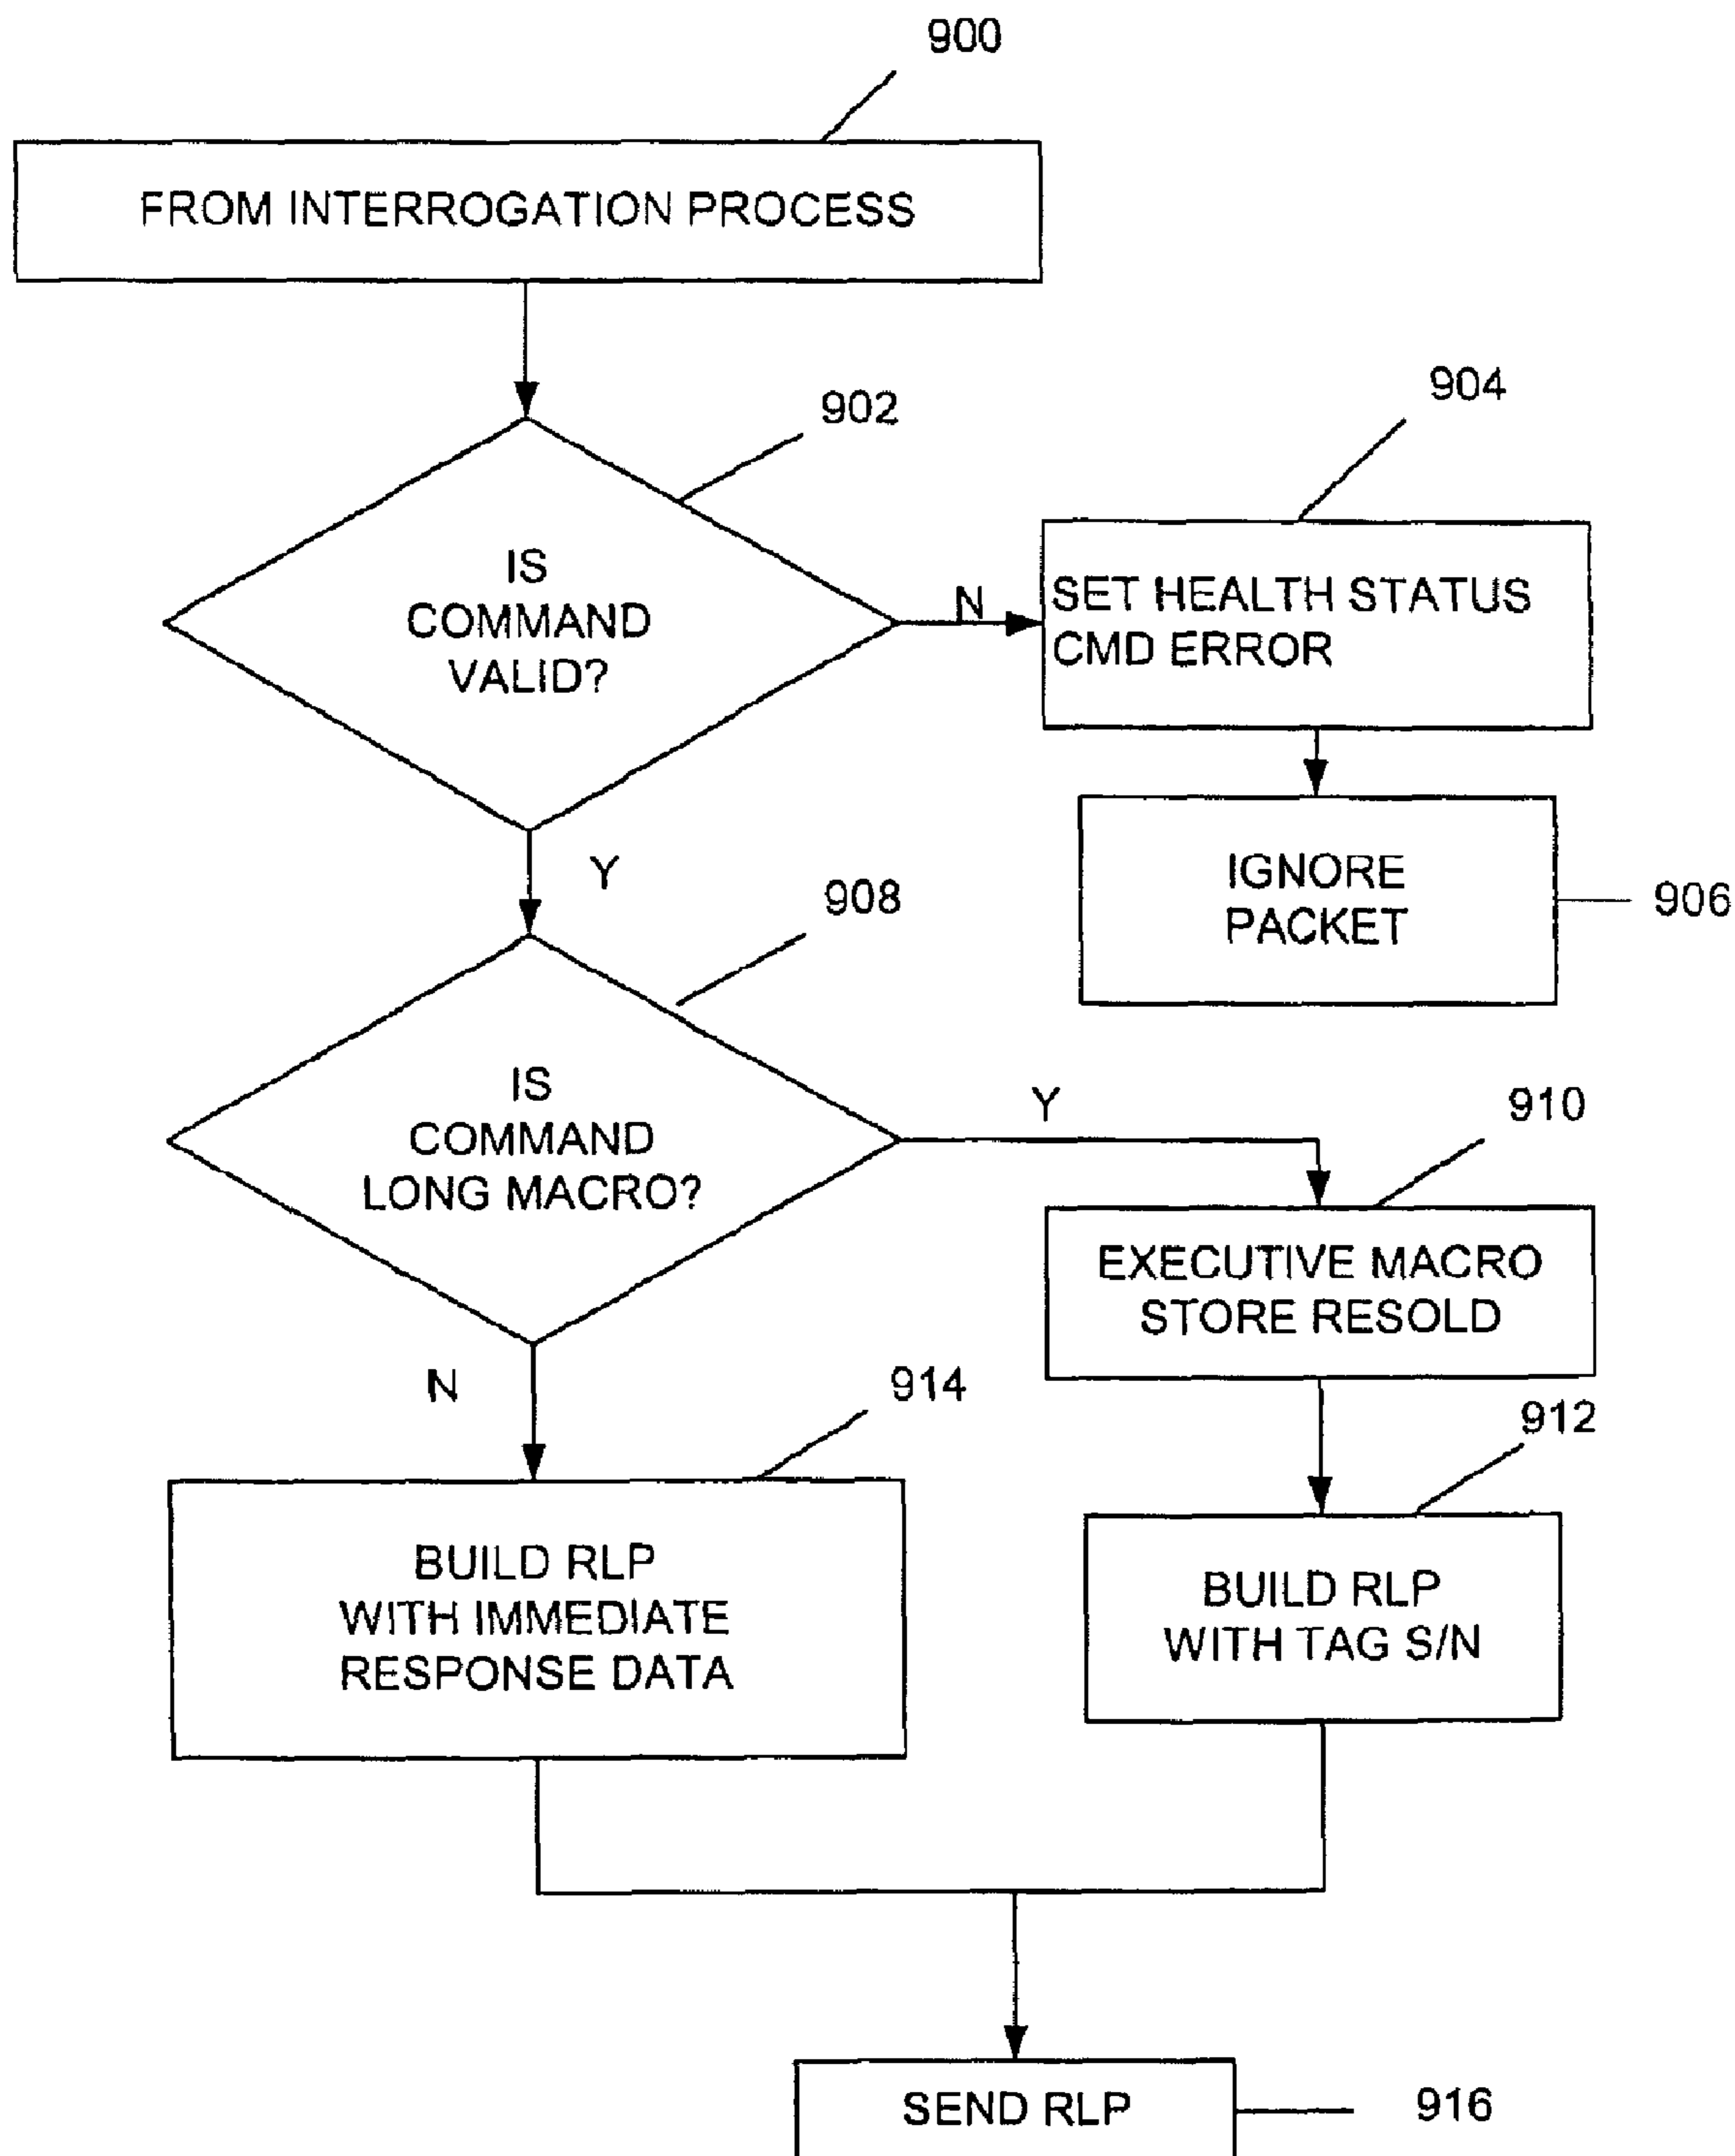 900
FROM INTERROGATION PROCESS
902
IS
COMMAND
VALID?
N
904
SET HEALTH STATUS
CMD ERROR
IGNORE
PACKET
906
Y
908
IS
COMMAND
LONG MACRO?
Y
910
EXECUTIVE MACRO
STORE RESOLD
N
914
912
BUILD RLP
WITH IMMEDIATE
RESPONSE DATA
BUILD RLP
WITH TAG S/N
SEND RLP
916